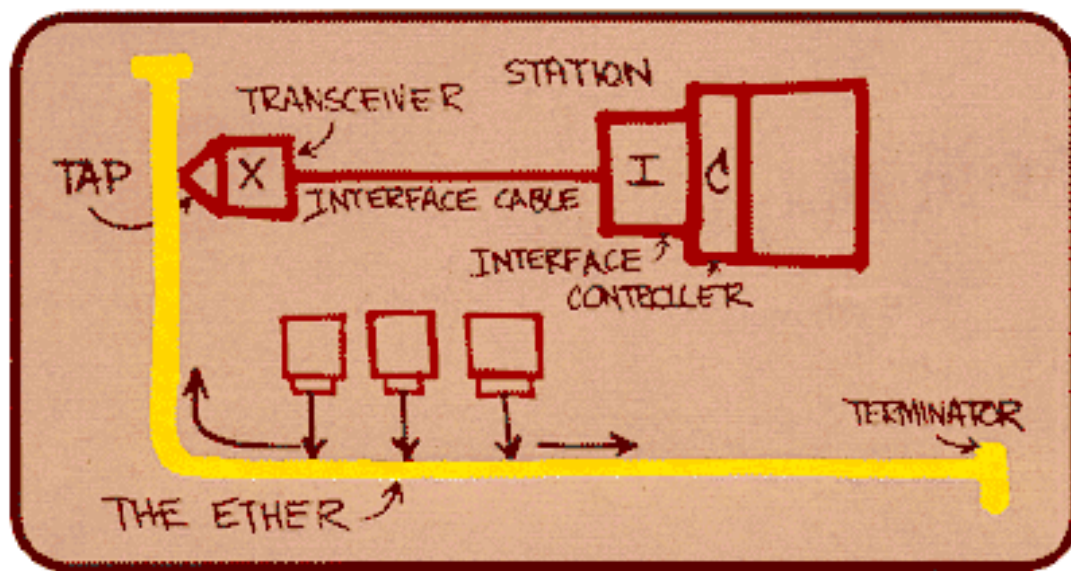 STATION
TRANSCEIVER
TAP
X
I
C
INTERFACE CABLE
INTERFACE
CONTROLLER
TERMINATOR
THE ETHER